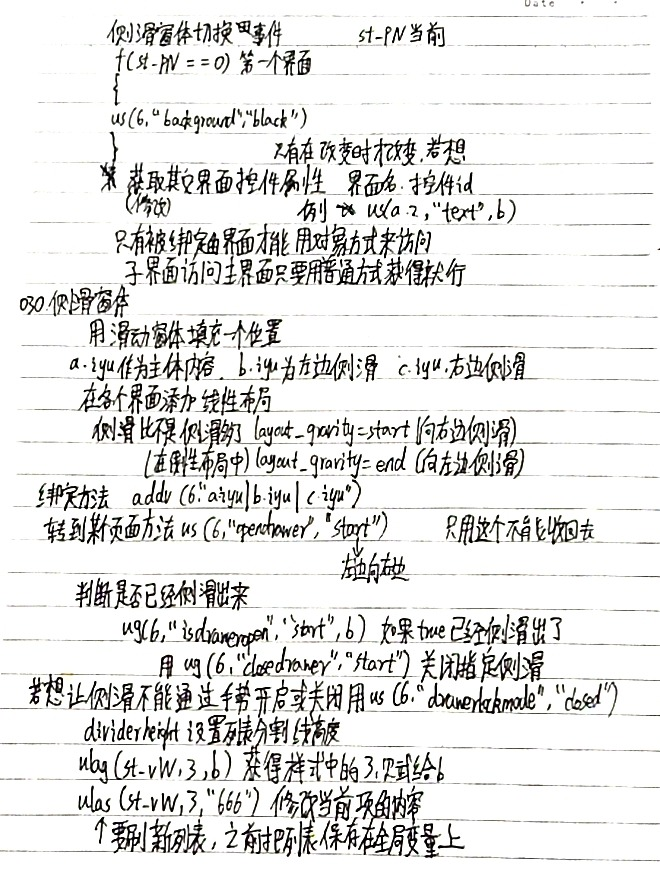 Date
侧滑窗体切换里事件 st-pN当前
f(st-pN==0) 第一个界面
{
us(6,"background","black")
}
只有在改变时才改变,若想
获取其它界面控件属性 界面名.控件id
(修改) 例 us(a.2,"text",b)
只有被绑定的界面才能用对象方式来访问
子界面访问主界面只要用普通方式获得就行
030.侧滑窗体
用滑动窗体填充一个位置
a.iyu作为主体内容. b.iyu为左边侧滑 c.iyu.右边侧滑
在各个界面添加线性布局
侧滑比不是侧滑多了 layout_gravity=start (向右边侧滑)
(在线性布局中) layout_gravity=end (向左边侧滑)
绑定方法 addv (6."a.iyu|b.iyu|c.iyu")
转到某页面方法 us (6,"opendrawer","start") 只用这个不能收回去
↓
左边向右边
判断是否已经侧滑出来
ug(6,"isdraweropen","start",b) 如果true已经侧滑出了
用 ug(6,"closedrawer","start") 关闭指定侧滑
若想让侧滑不能通过手势开启或关闭用us (6,"drawerlockmode","closed")
dividerheight 设置列表分割线高度
ulag (st-vW,3,b) 获得样式中的3,赋给b
ulas (st-vW,3,"666") 修改当前项的内容
↑要刷新列表,之前把列表保存在全局变量上